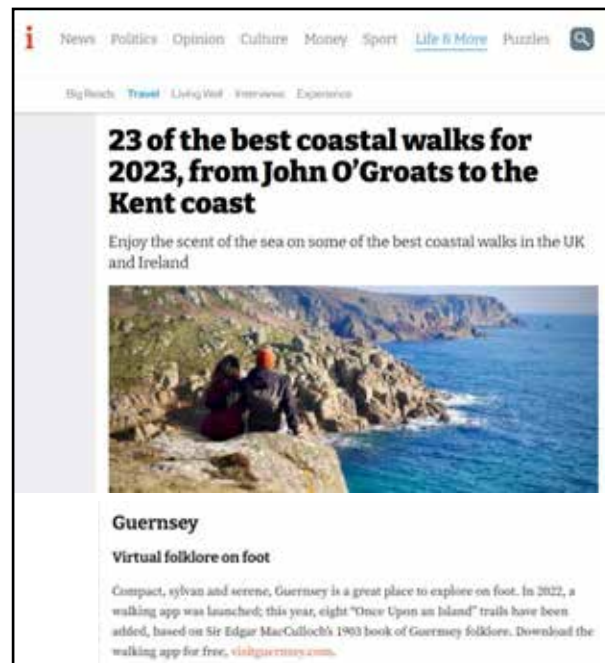 i News Politics Opinion Culture Money Sport Life & More Puzzles
Big Reads Travel Living Well Interviews Experience
23 of the best coastal walks for
2023, from John O'Groats to the
Kent coast
Enjoy the scent of the sea on some of the best coastal walks in the UK
and Ireland
Guernsey
Virtual folklore on foot
Compact, sylvan and serene, Guernsey is a great place to explore on foot. In 2022, a
walking app was launched; this year, eight "Once Upon an Island" trails have been
added, based on Sir Edgar MacCulloch's 1903 book of Guernsey folklore. Download the
walking app for free, visitguernsey.com.